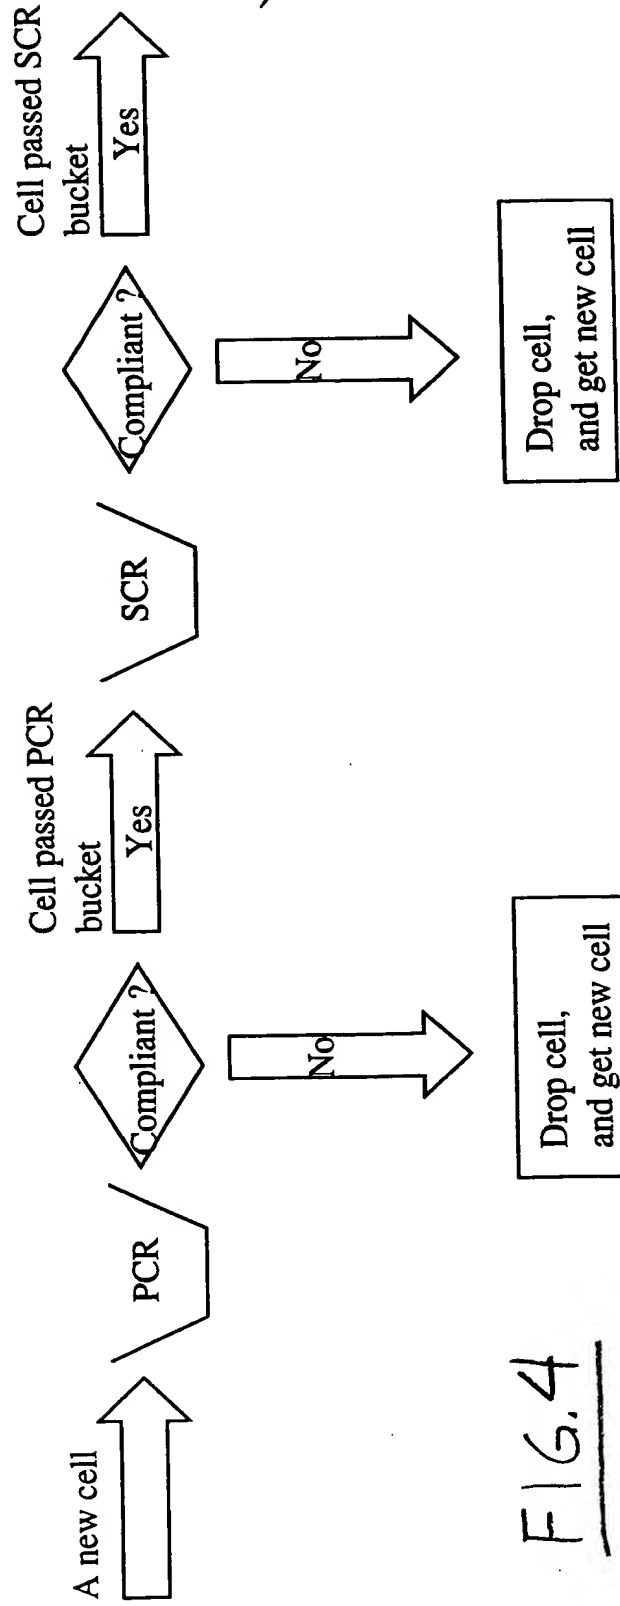 A new cell
PCR
Compliant ?
Cell passed PCR
bucket
Yes
No
Drop cell,
and get new cell
SCR
Compliant ?
Cell passed SCR
bucket
Yes
No
Drop cell,
and get new cell
FIG. 4